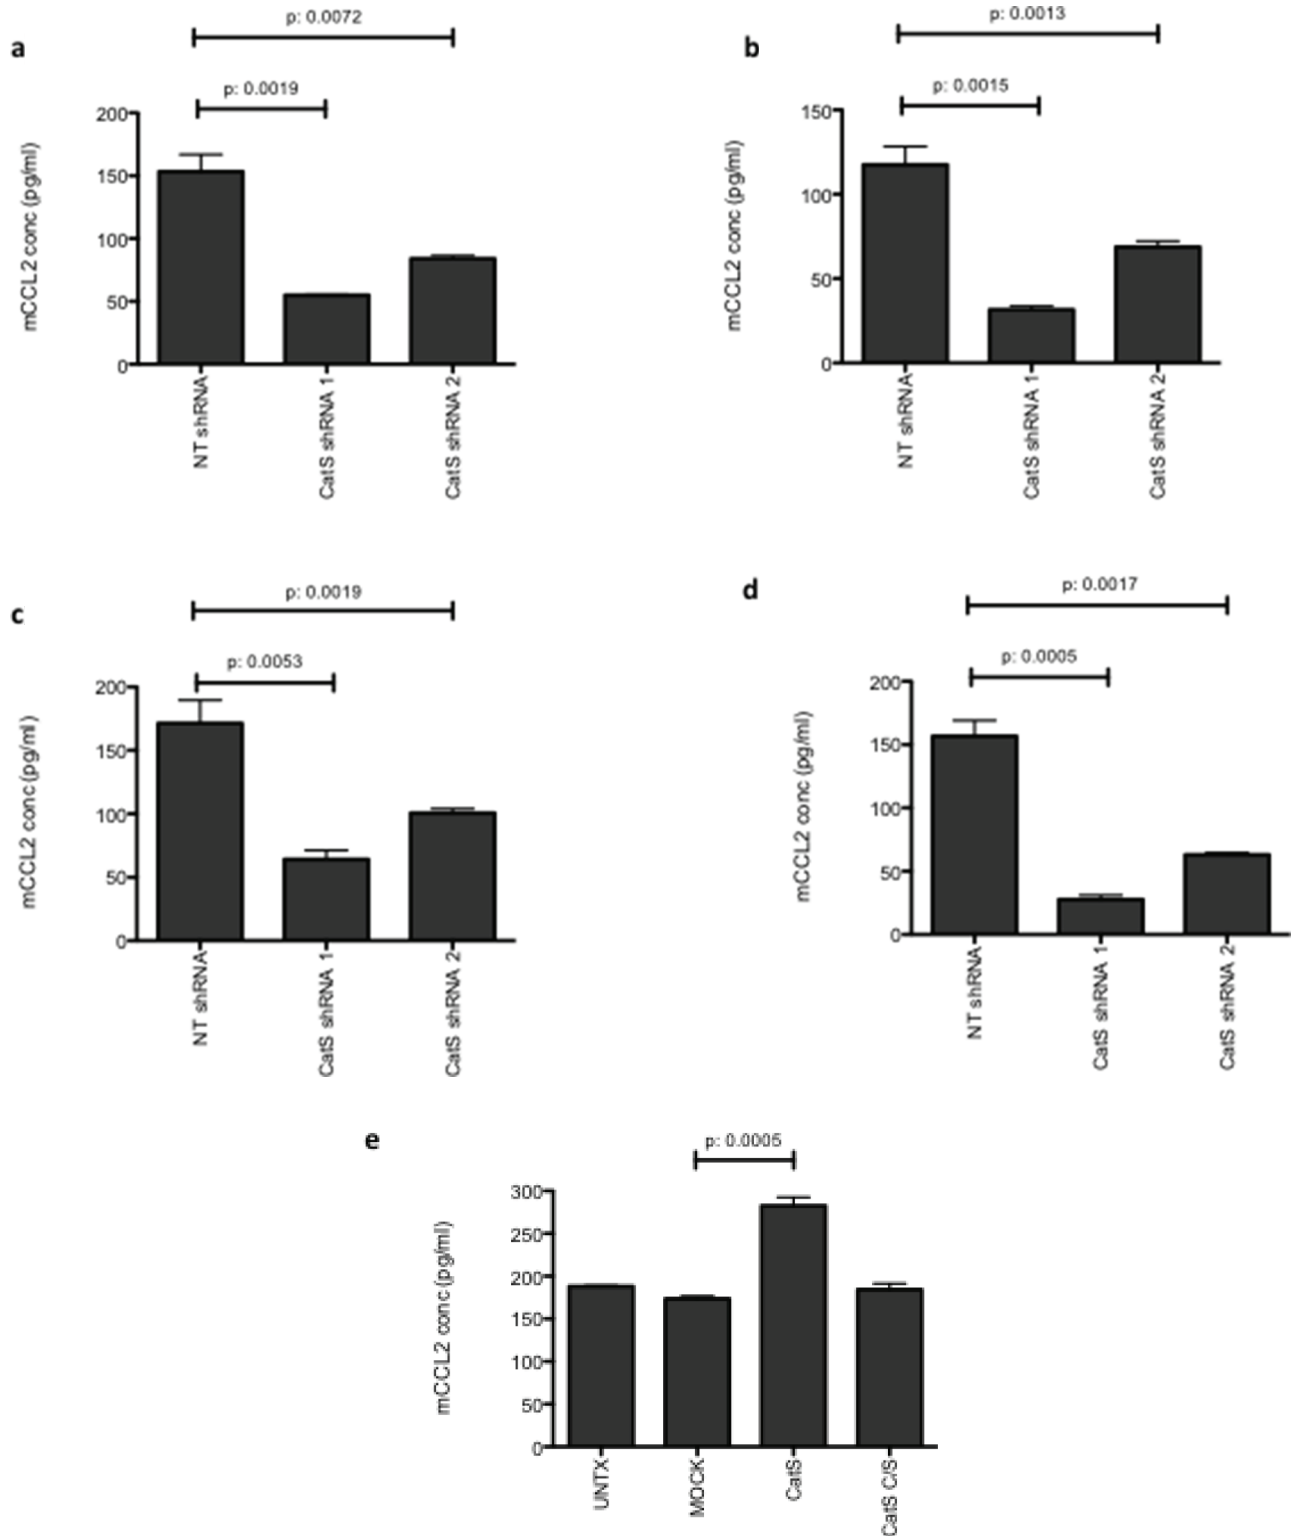 a
p: 0.0072
p: 0.0019
mCCL2 conc (pg/ml)
200
150
100
50
0
NT shRNA
CatS shRNA 1
CatS shRNA 2
b
p: 0.0013
p: 0.0015
mCCL2 conc (pg/ml)
150
100
50
0
NT shRNA
CatS shRNA 1
CatS shRNA 2
c
p: 0.0019
p: 0.0053
mCCL2 conc (pg/ml)
200
150
100
50
0
NT shRNA
CatS shRNA 1
CatS shRNA 2
d
p: 0.0017
p: 0.0005
mCCL2 conc (pg/ml)
200
150
100
50
0
NT shRNA
CatS shRNA 1
CatS shRNA 2
e
p: 0.0005
mCCL2 conc (pg/ml)
300
250
200
150
100
50
0
UNTX
MOCK
CatS
CatS C/S